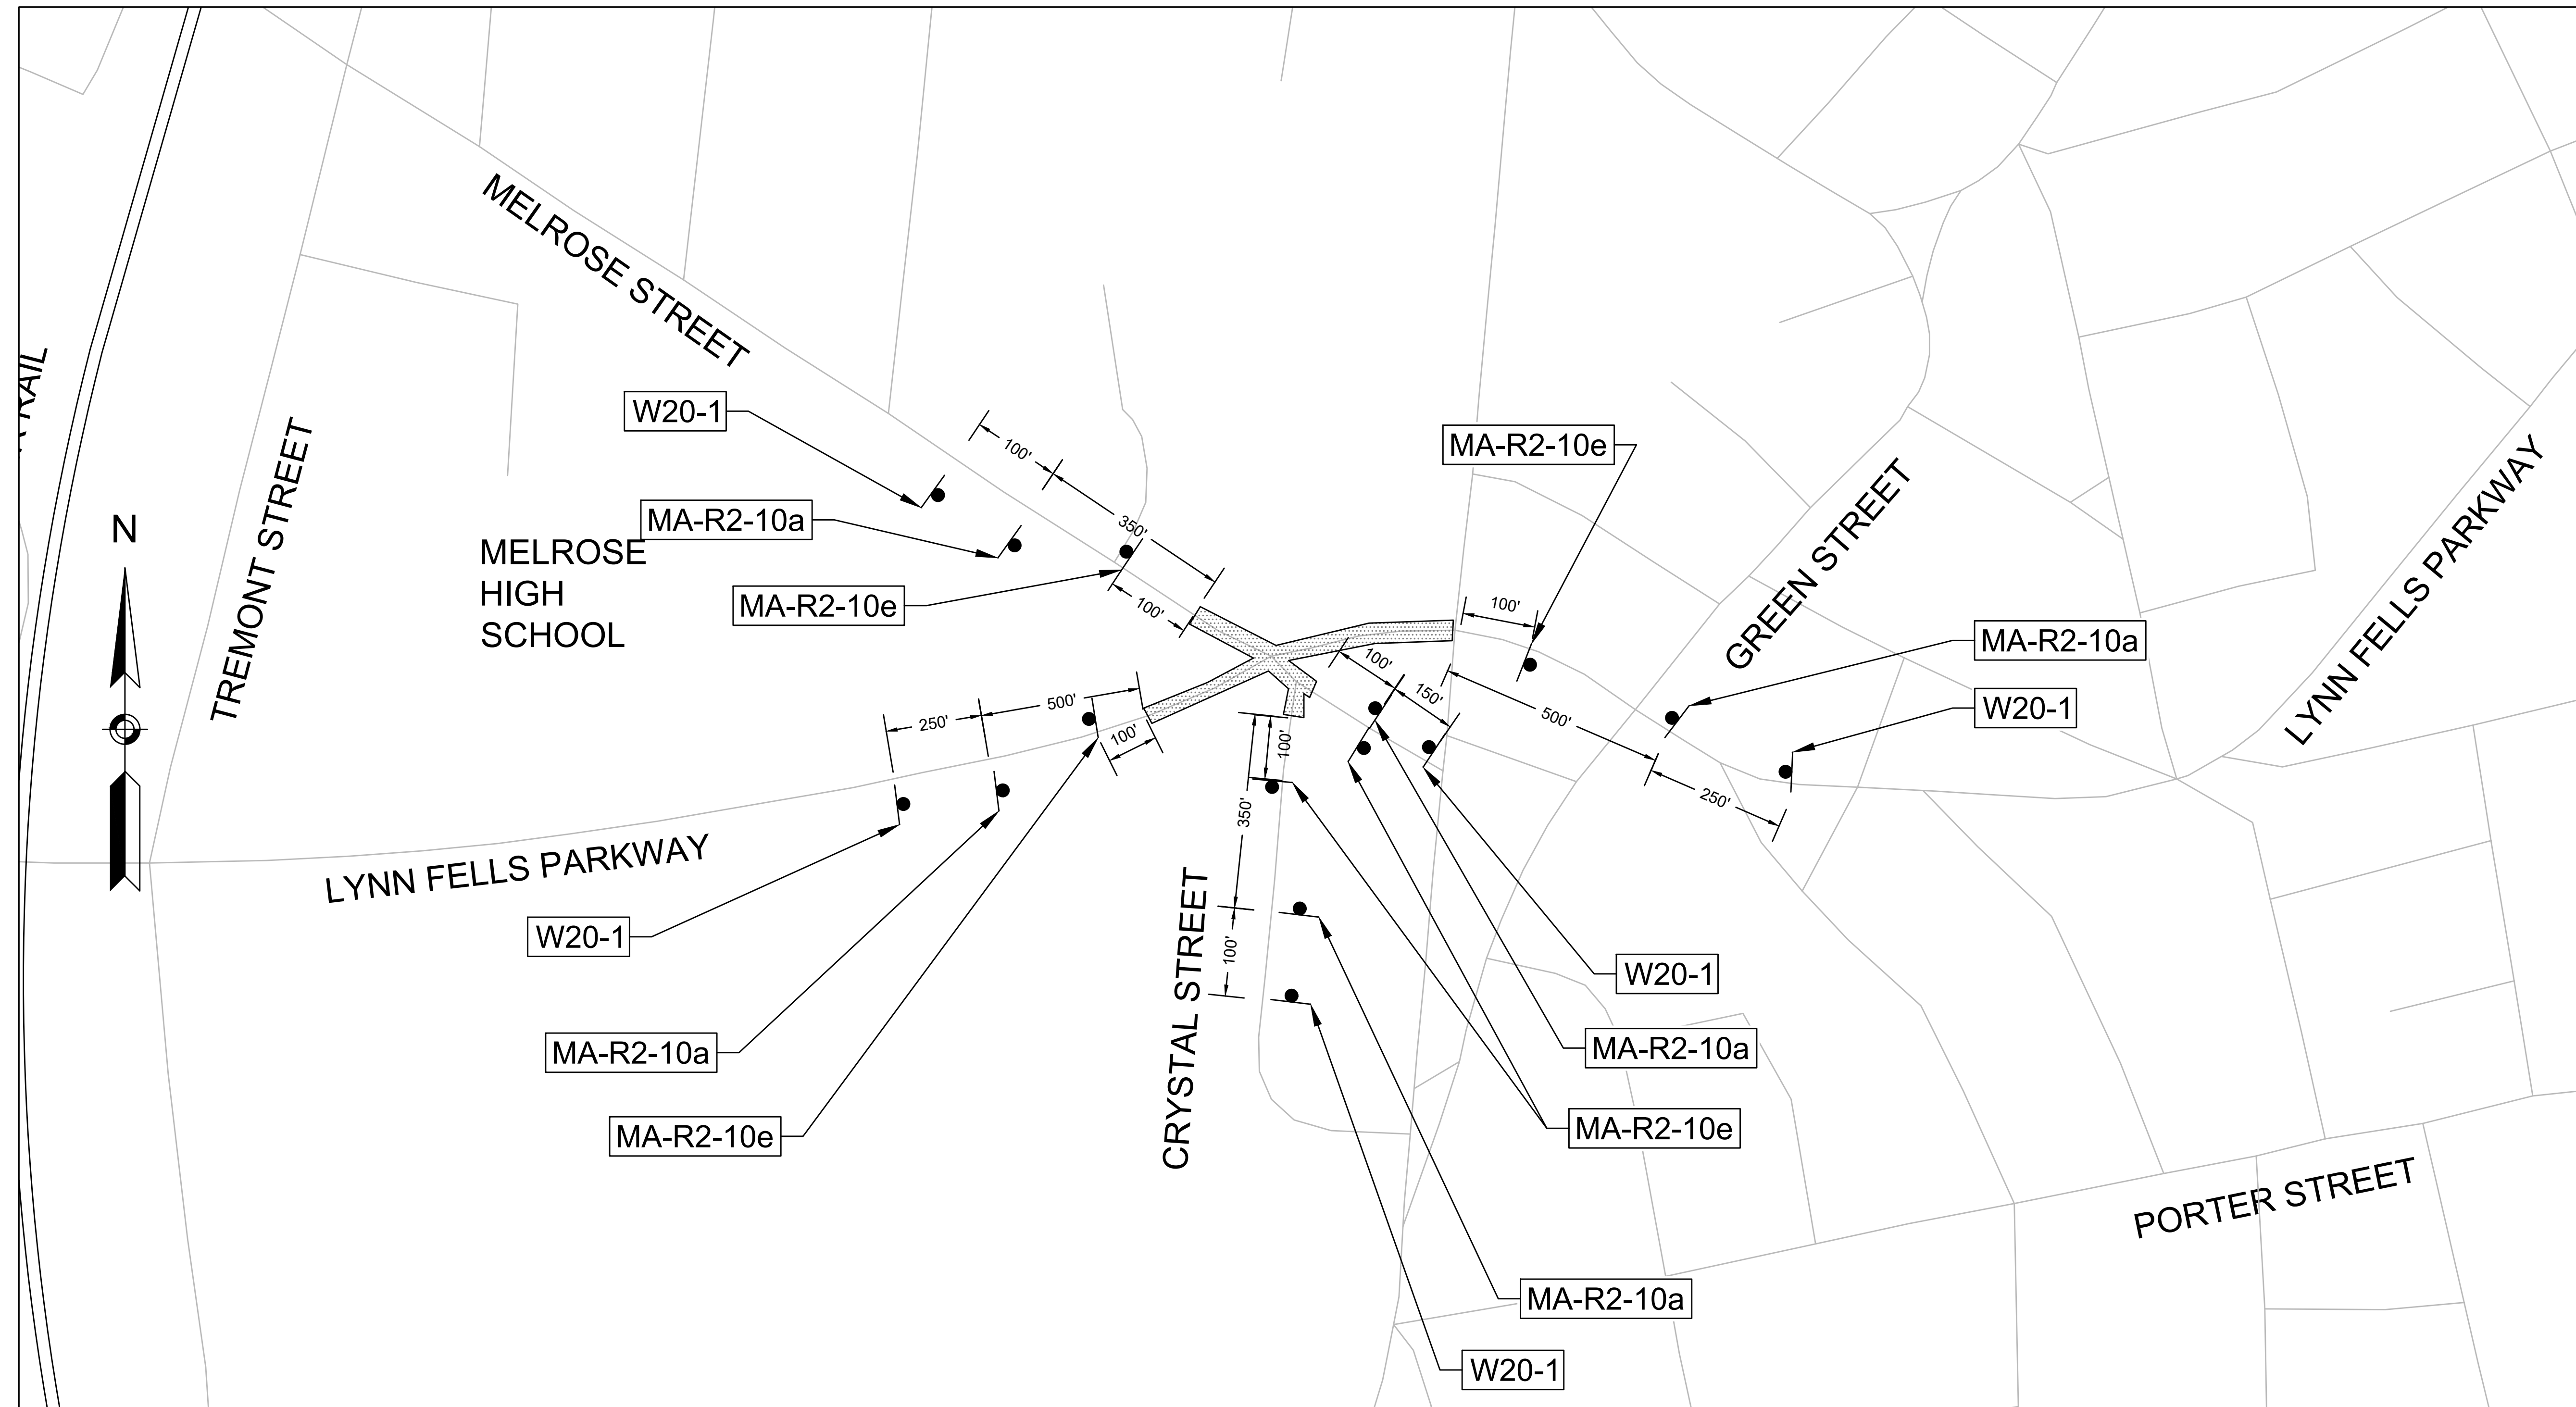 MELROSE STREET
TRAIL
W20-1
100'
MA-R2-10e
350'
MA-R2-10a
N
TREMONT STREET
MELROSE
HIGH
SCHOOL
MA-R2-10e
100'
100'
GREEN STREET
LYNN FELLS PARKWAY
MA-R2-10a
100'
150'
500'
W20-1
250'
500'
250'
100'
100'
350'
LYNN FELLS PARKWAY
W20-1
CRYSTAL STREET
100'
W20-1
MA-R2-10a
MA-R2-10a
MA-R2-10e
MA-R2-10e
PORTER STREET
MA-R2-10a
W20-1